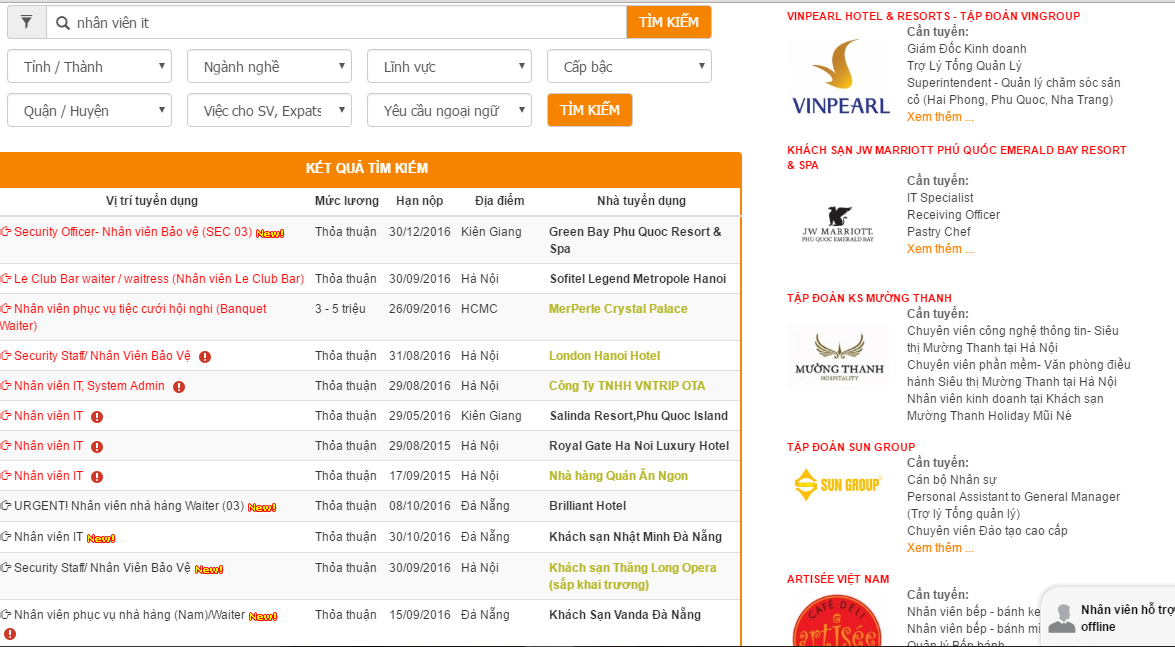 nhân viên it
TÌM KIẾM
Tỉnh / Thành
Ngành nghề
Lĩnh vực
Cấp bậc
Quận / Huyện
Việc cho SV, Expats
Yêu cầu ngoại ngữ
TÌM KIẾM
KẾT QUẢ TÌM KIẾM
Vị trí tuyển dụng Mức lương Hạn nộp Địa điểm Nhà tuyển dụng
Security Officer- Nhân viên Bảo vệ (SEC 03) New! Thỏa thuận 30/12/2016 Kiên Giang Green Bay Phu Quoc Resort &
Spa
Le Club Bar waiter / waitress (Nhân viên Le Club Bar) Thỏa thuận 30/09/2016 Hà Nội Sofitel Legend Metropole Hanoi
Nhân viên phục vụ tiệc cưới hội nghi (Banquet 3 - 5 triệu 26/09/2016 HCMC MerPerle Crystal Palace
Waiter)
Security Staff/ Nhân Viên Bảo Vệ Thỏa thuận 31/08/2016 Hà Nội London Hanoi Hotel
Nhân viên IT, System Admin Thỏa thuận 29/08/2016 Hà Nội Công Ty TNHH VNTRIP OTA
Nhân viên IT Thỏa thuận 29/05/2016 Kiên Giang Salinda Resort,Phu Quoc Island
Nhân viên IT Thỏa thuận 29/08/2015 Hà Nội Royal Gate Ha Noi Luxury Hotel
Nhân viên IT Thỏa thuận 17/09/2015 Hà Nội Nhà hàng Quán Ăn Ngon
URGENT! Nhân viên nhà hàng Waiter (03) New! Thỏa thuận 08/10/2016 Đà Nẵng Brilliant Hotel
Nhân viên IT New! Thỏa thuận 30/10/2016 Đà Nẵng Khách sạn Nhật Minh Đà Nẵng
Security Staff/ Nhân Viên Bảo Vệ New! Thỏa thuận 30/09/2016 Hà Nội Khách sạn Thăng Long Opera
(sắp khai trương)
Nhân viên phục vụ nhà hàng (Nam)/Waiter New! Thỏa thuận 15/09/2016 Đà Nẵng Khách Sạn Vanda Đà Nẵng
VINPEARL HOTEL & RESORTS - TẬP ĐOÀN VINGROUP
VINPEARL
Cần tuyển:
Giám Đốc Kinh doanh
Trợ Lý Tổng Quản Lý
Superintendent - Quản lý chăm sóc sân
cỏ (Hai Phong, Phu Quoc, Nha Trang)
Xem thêm ...
KHÁCH SẠN JW MARRIOTT PHÚ QUỐC EMERALD BAY RESORT
& SPA
JW MARRIOTT
PHU QUOC EMERALD BAY
Cần tuyển:
IT Specialist
Receiving Officer
Pastry Chef
Xem thêm ...
TẬP ĐOÀN KS MƯỜNG THANH
MƯỜNG THANH
HOSPITALITY
Cần tuyển:
Chuyên viên công nghệ thông tin- Siêu
thị Mường Thanh tại Hà Nội
Chuyên viên phần mềm- Văn phòng điều
hành Siêu thị Mường Thanh tại Hà Nội
Nhân viên kinh doanh tại Khách sạn
Mường Thanh Holiday Mũi Né
TẬP ĐOÀN SUN GROUP
SUN GROUP
Cần tuyển:
Cán bộ Nhân sự
Personal Assistant to General Manager
(Trợ lý Tổng quản lý)
Chuyên viên Đào tạo cao cấp
Xem thêm ...
ARTISÉE VIỆT NAM
CAFÉ DELI
artisée
Cần tuyển:
Nhân viên bếp - bánh
Nhân viên bếp - bánh
Quản lý Bếp bánh
Nhân viên hỗ trợ
offline